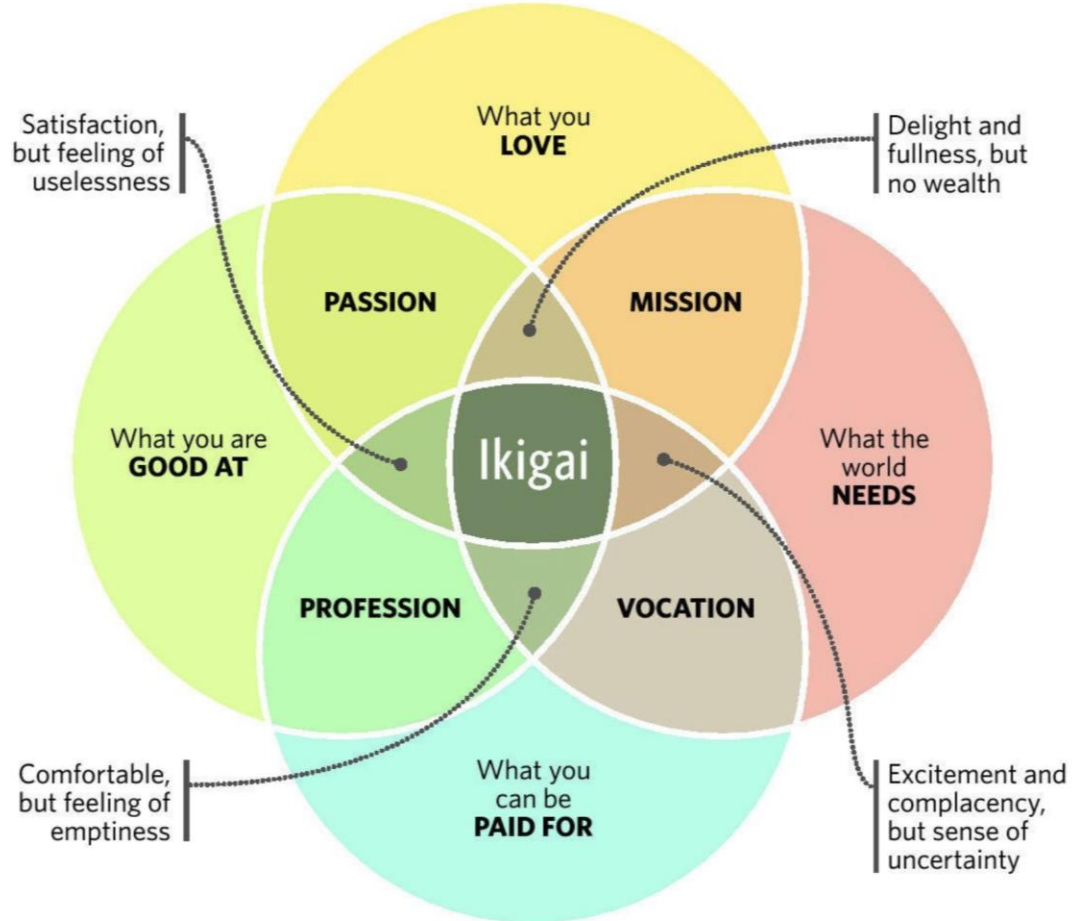 What you
LOVE
Satisfaction,
but feeling of
uselessness
Delight and
fullness, but
no wealth
PASSION
MISSION
What you are
GOOD AT
Ikigai
What the
world
NEEDS
PROFESSION
VOCATION
Comfortable,
but feeling of
emptiness
What you
can be
PAID FOR
Excitement and
complacency,
but sense of
uncertainty